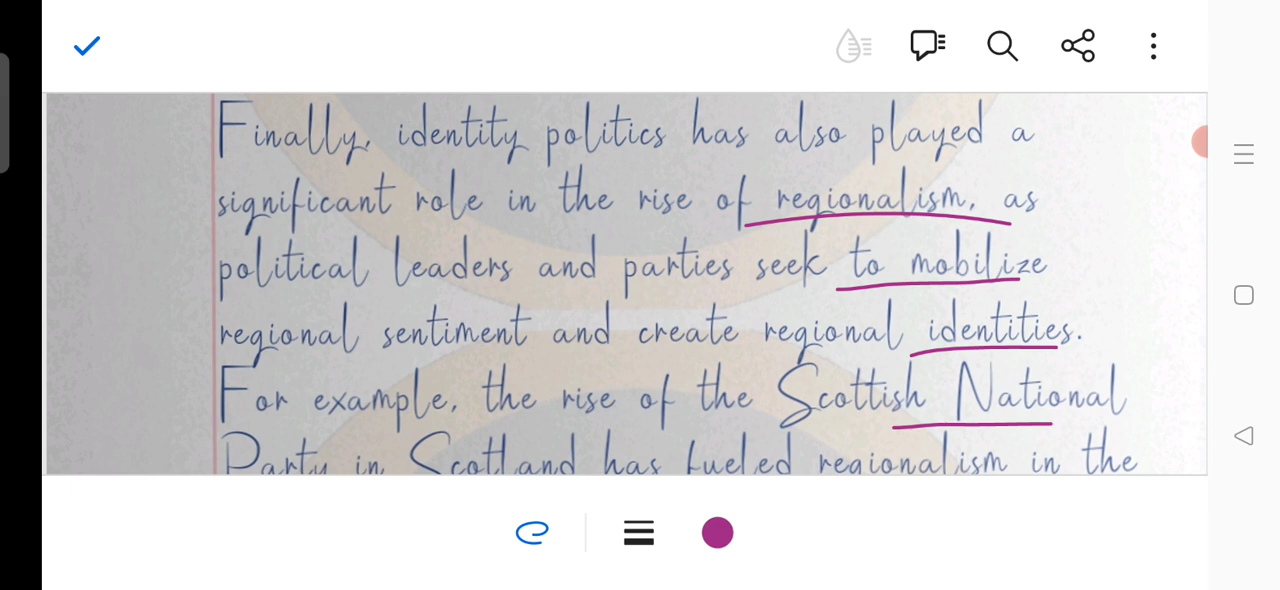 Finally, identity politics has also played a
significant role in the rise of regionalism, as
political leaders and parties seek to mobilize
regional sentiment and create regional identities.
For example, the rise of the Scottish National
Party in Scotland has fueled regionalism in the